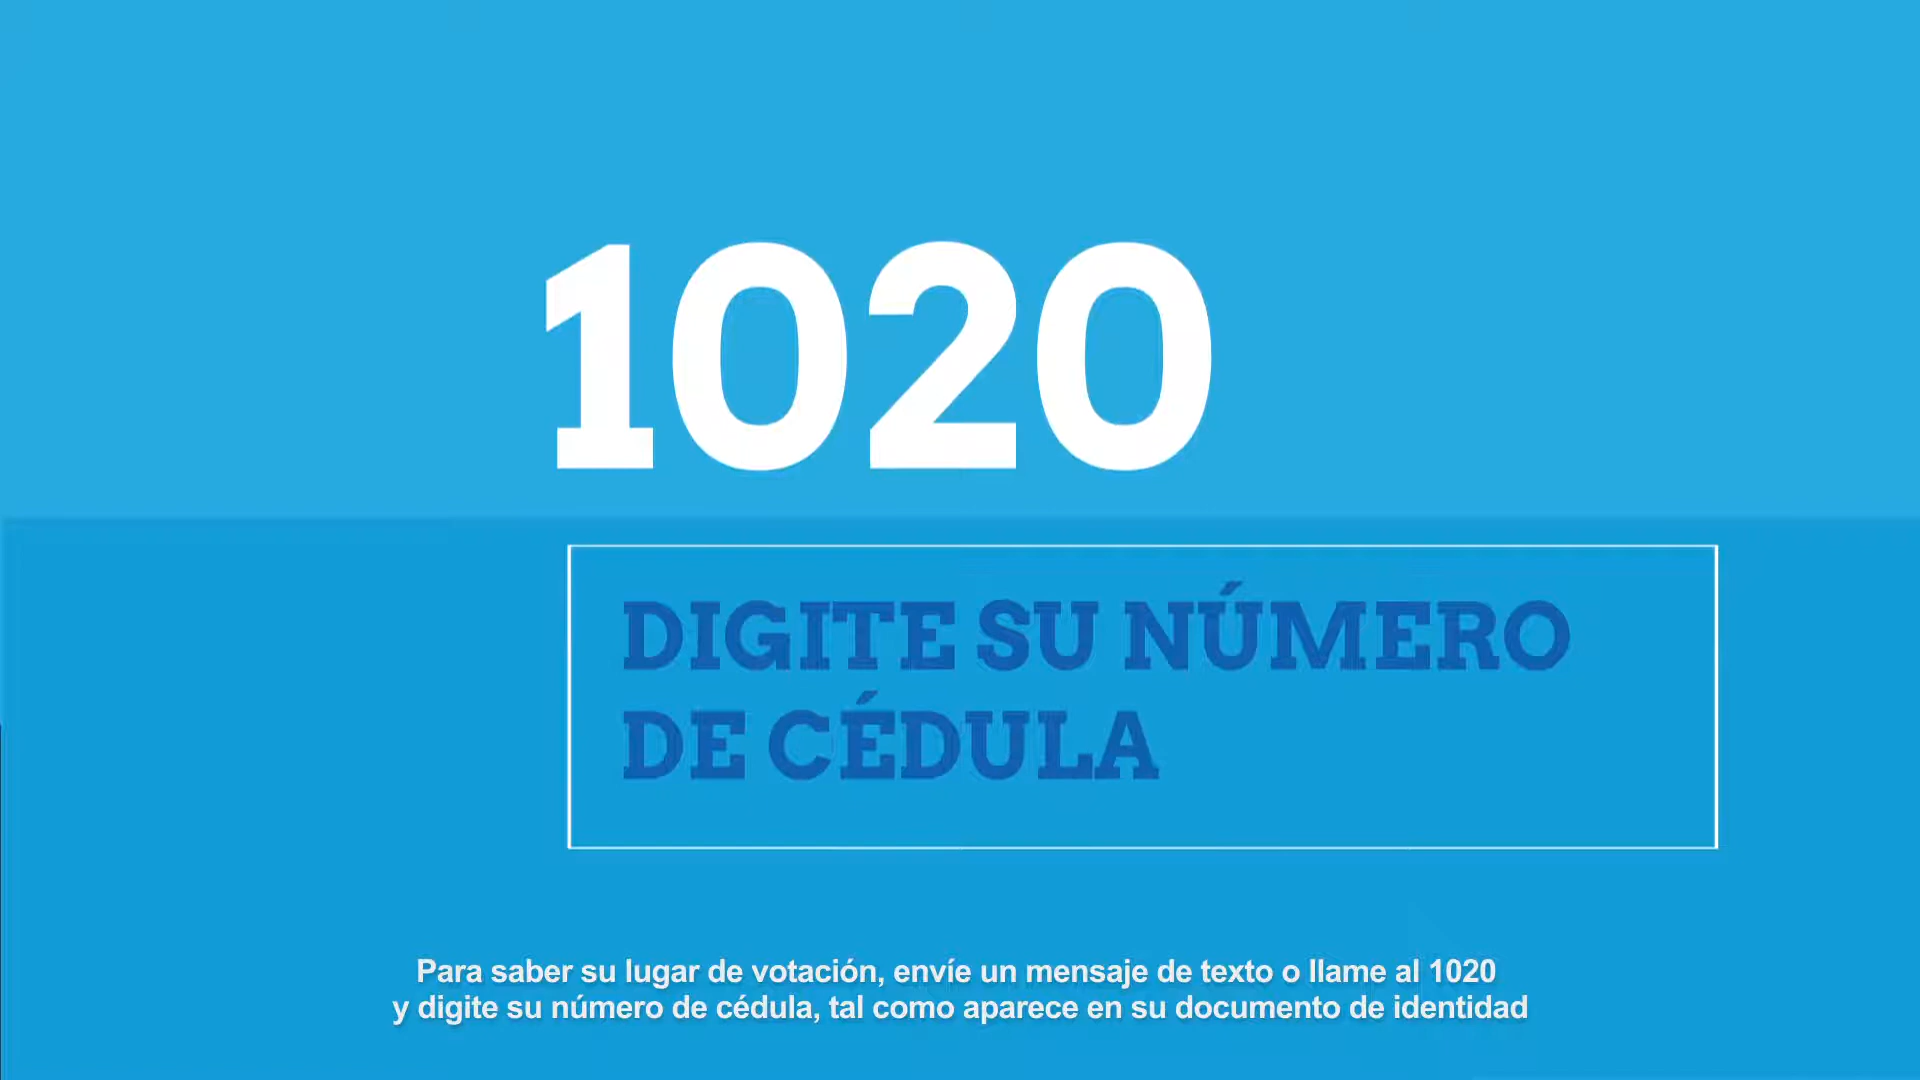 1020
DIGITE SU NÚMERO
DE CÉDULA
Para saber su lugar de votación, envíe un mensaje de texto o llame al 1020
y digite su número de cédula, tal como aparece en su documento de identidad